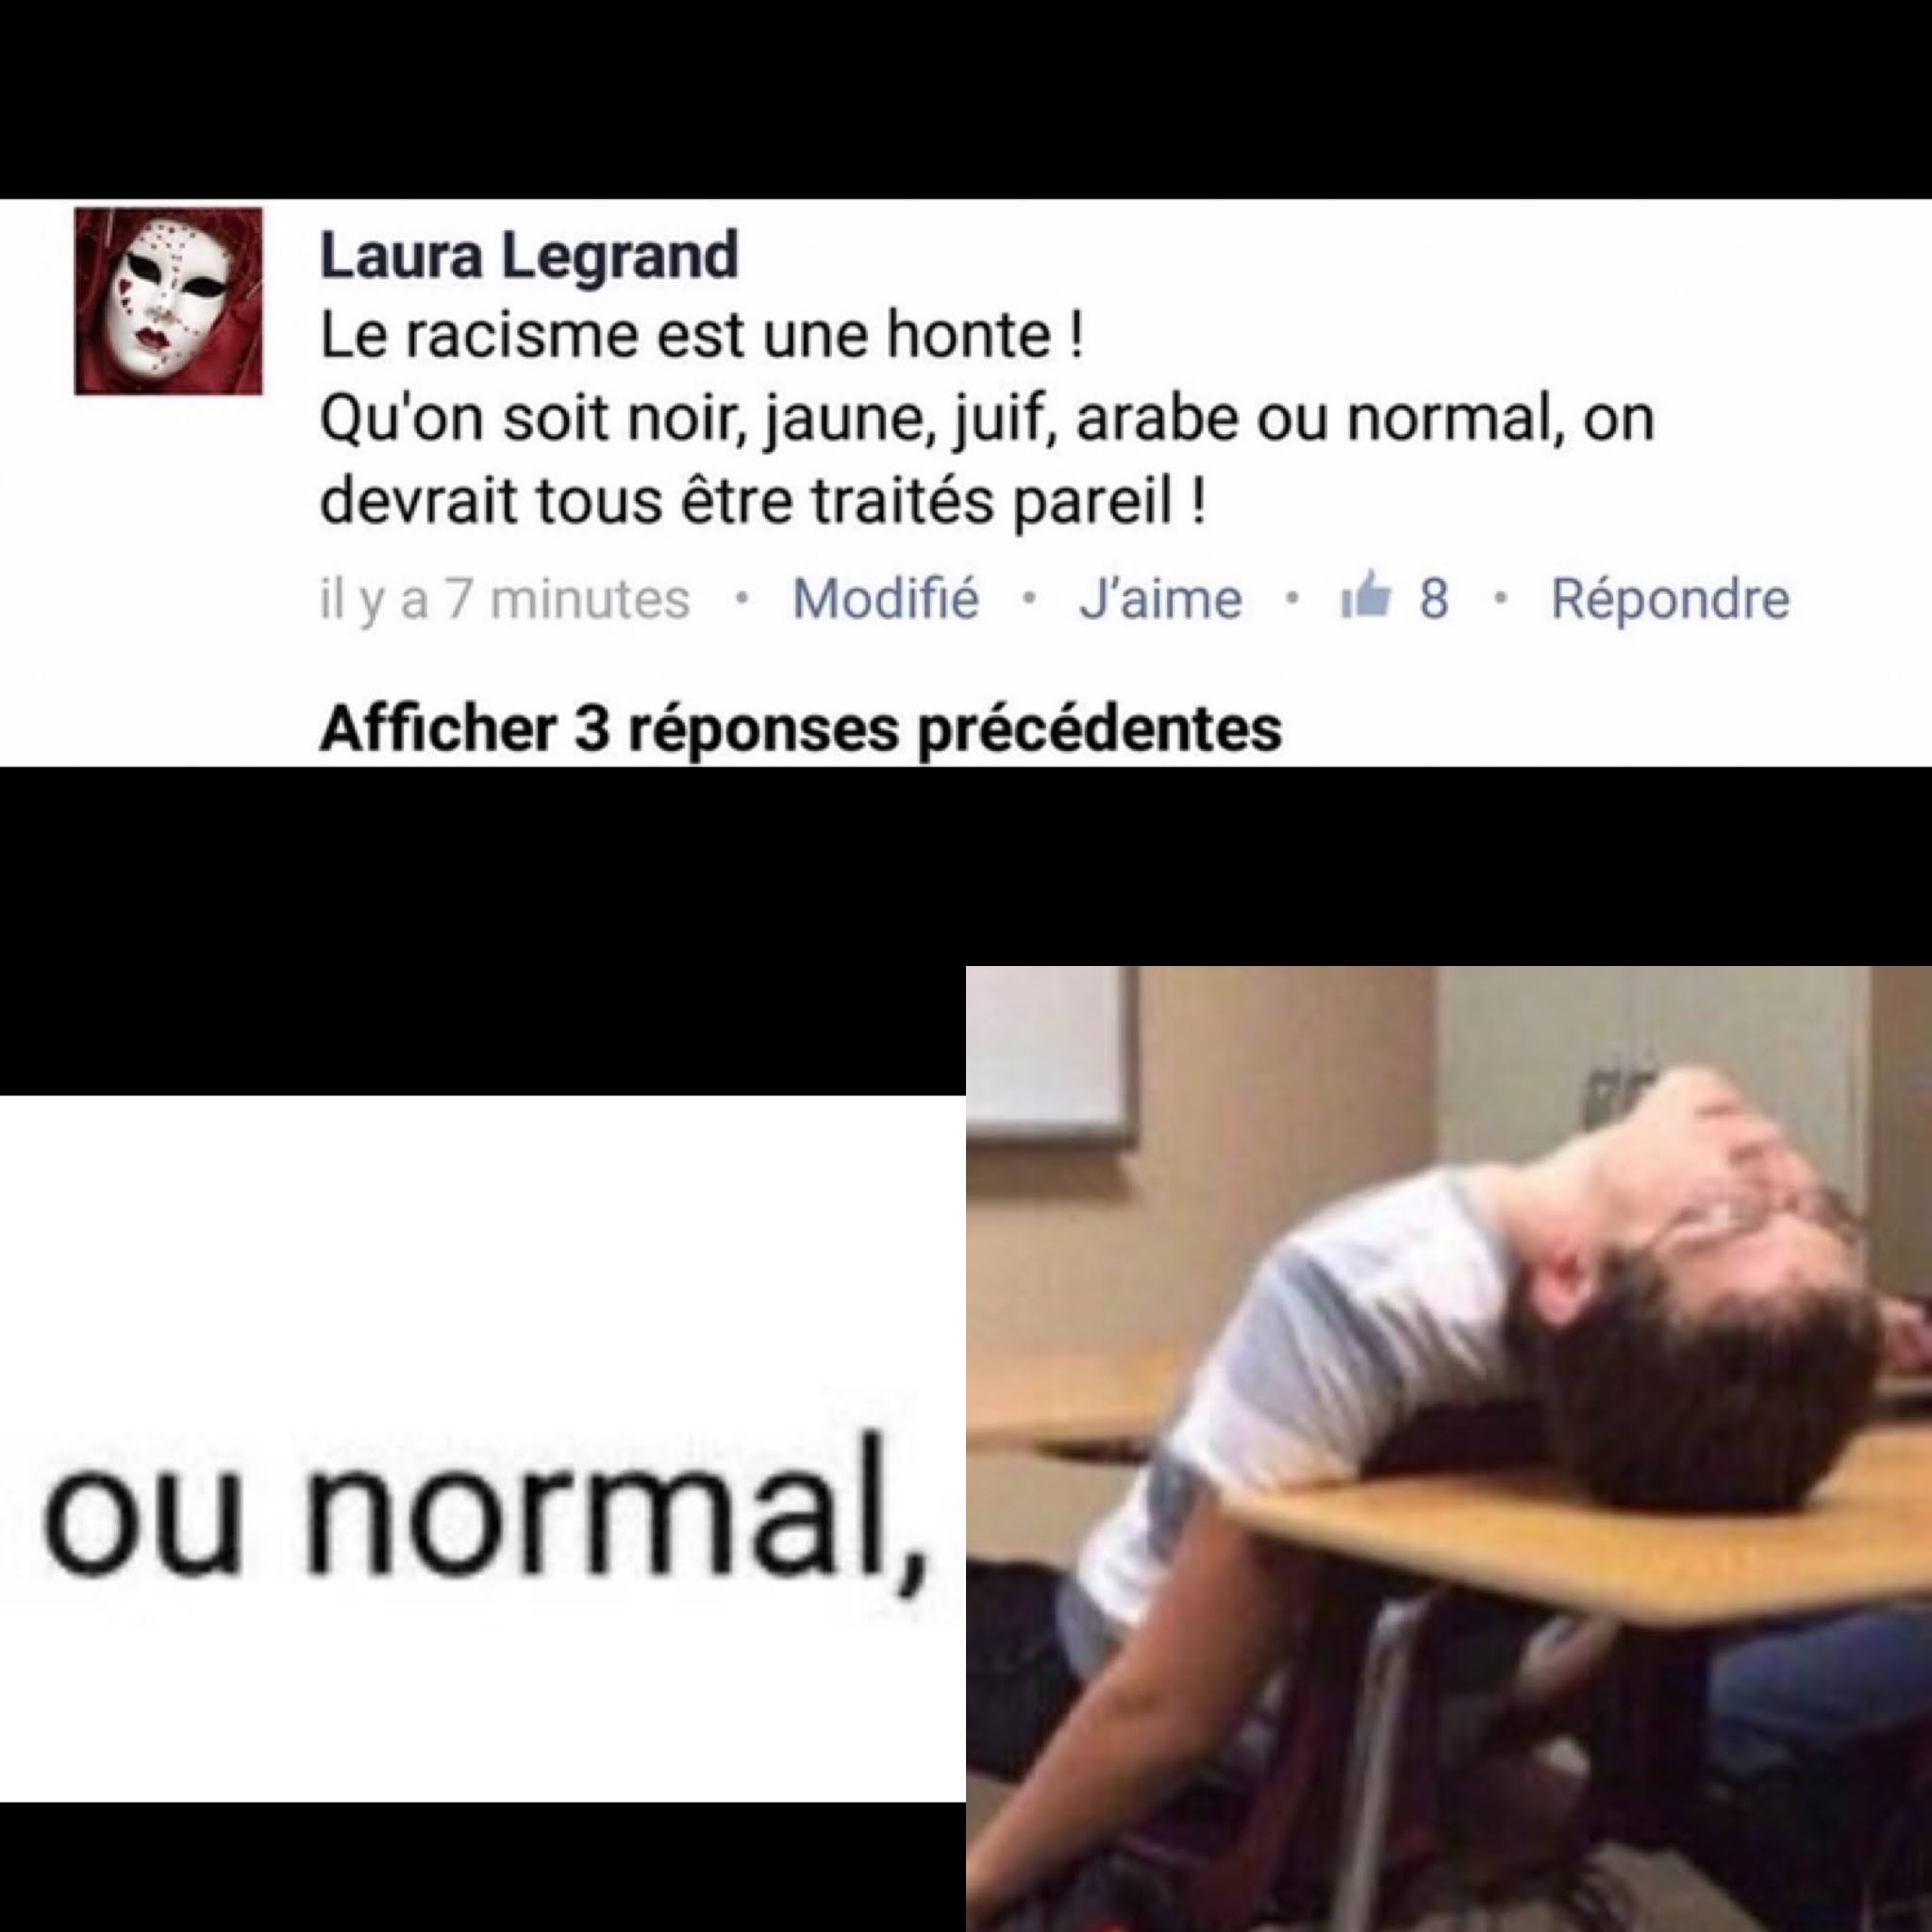 Laura Legrand
Le racisme est une honte !
Qu'on soit noir, jaune, juif, arabe ou normal, on
devrait tous être traités pareil !
il y a 7 minutes • Modifié • J’aime • 8 • Répondre
Afficher 3 réponses précédentes
ou normal,